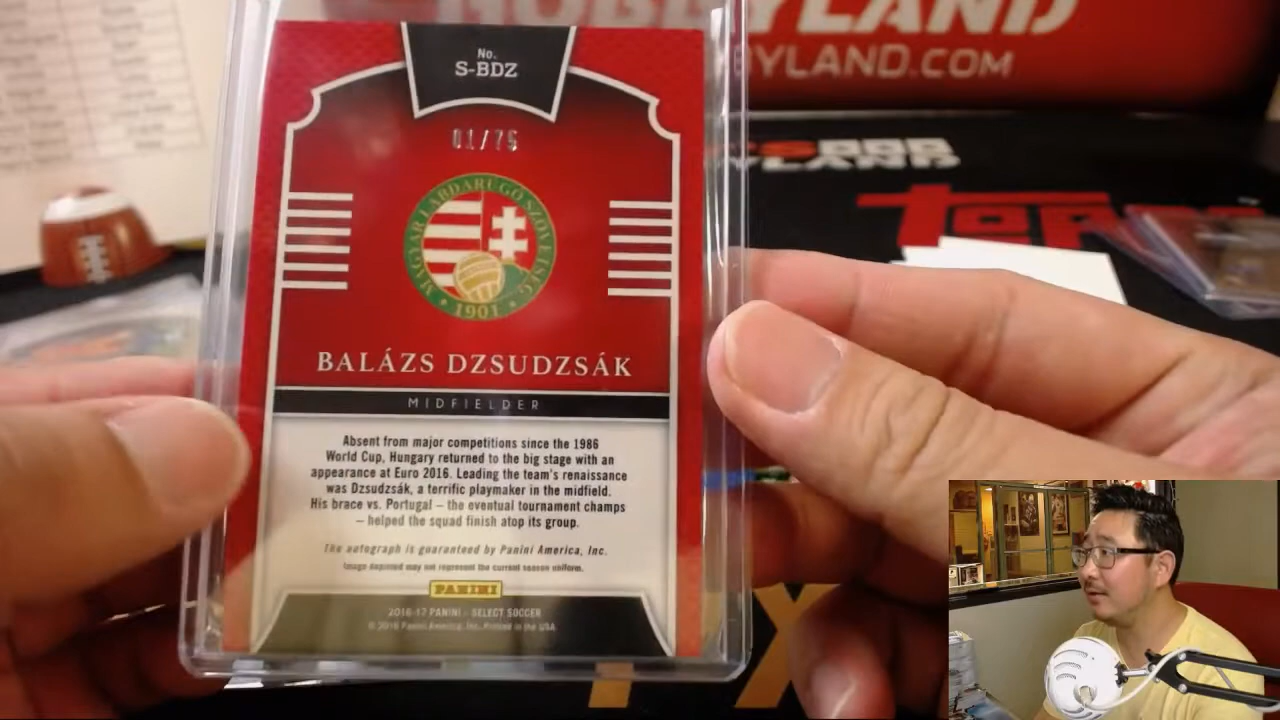 HOBBYLAND
BYLAND.COM
No.
S-BDZ
01/75
MAGYAR LABDARÚGÓ SZÖVETSÉG
1901
BALÁZS DZSUDZSÁK
MIDFIELDER
Absent from major competitions since the 1986
World Cup, Hungary returned to the big stage with an
appearance at Euro 2016. Leading the team's renaissance
was Dzsudzsák, a terrific playmaker in the midfield.
His brace vs. Portugal – the eventual tournament champs
– helped the squad finish atop its group.
The autograph is guaranteed by Panini America, Inc.
Image depicted may not represent the current season uniform.
PANINI
2016-17 PANINI - SELECT SOCCER
© 2016 Panini America, Inc. Printed in the USA.
YLAND